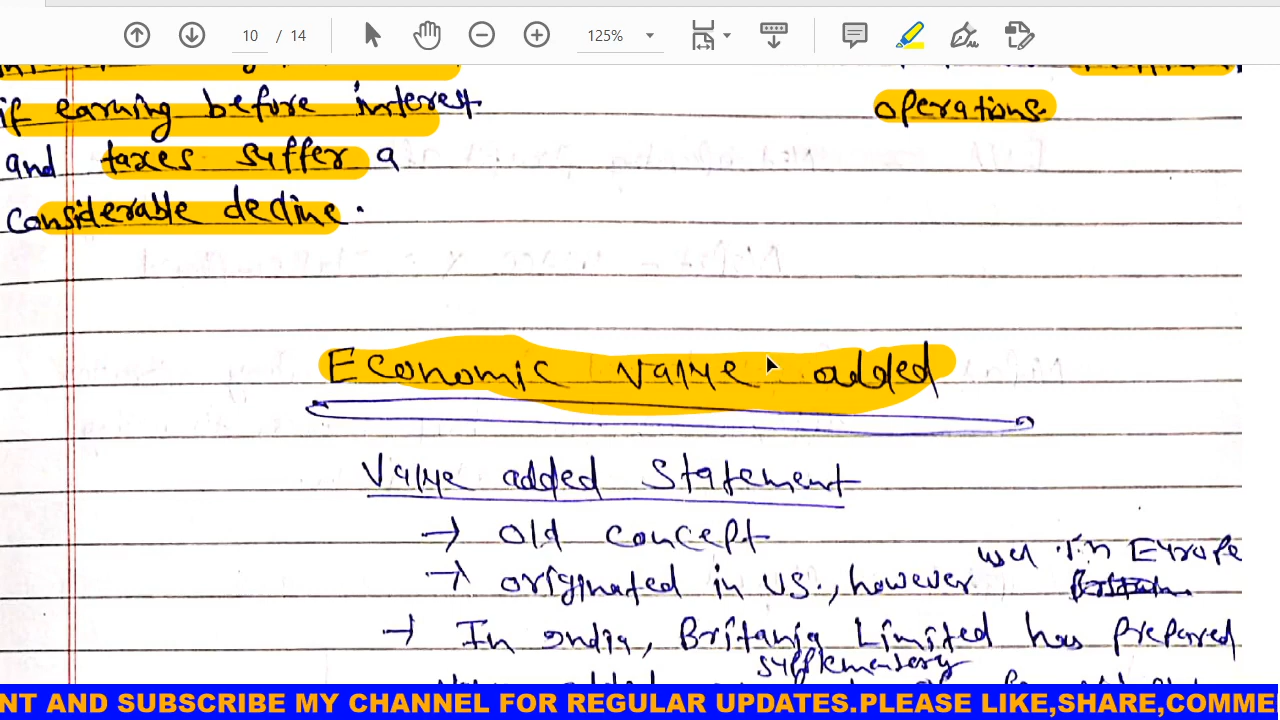 10 / 14 125%
if earning before interest
and taxes suffer a
considerable decline.
operations.
Economic value added
Value added Statement
→ old concept
→ originated in US., however used in Europe
→ In India, Britania Limited has prepared
supplementary
NT AND SUBSCRIBE MY CHANNEL FOR REGULAR UPDATES.PLEASE LIKE,SHARE,COMME